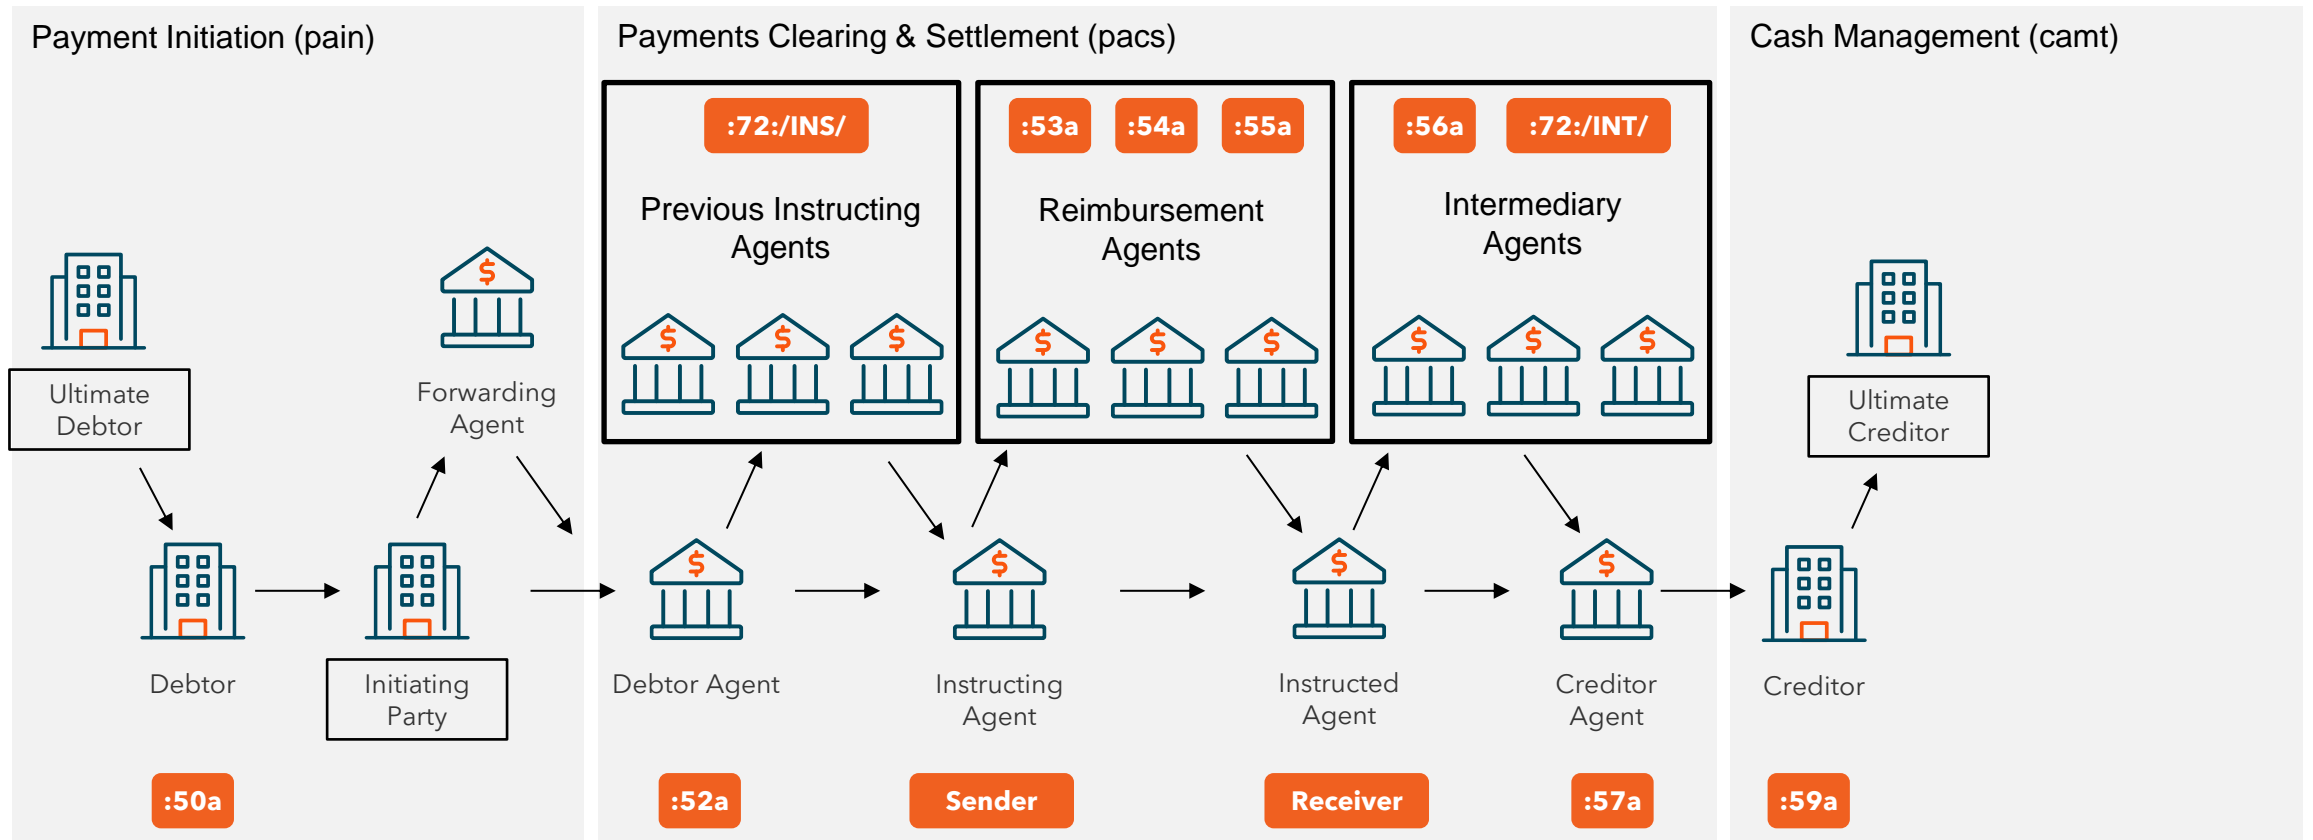 Payment Initiation (pain)
Payments Clearing & Settlement (pacs)
Cash Management (camt)
:72:/INS/
:53a
:54a
:55a
:56a
:72:/INT/
Previous Instructing
Agents
Reimbursement
Agents
Intermediary
Agents
$
$
$
$
$
$
$
$
$
$
Ultimate
Debtor
Forwarding
Agent
Ultimate
Creditor
$
$
$
$
Debtor
Initiating
Party
Debtor Agent
Instructing
Agent
Instructed
Agent
Creditor
Agent
Creditor
:50a
:52a
Sender
Receiver
:57a
:59a